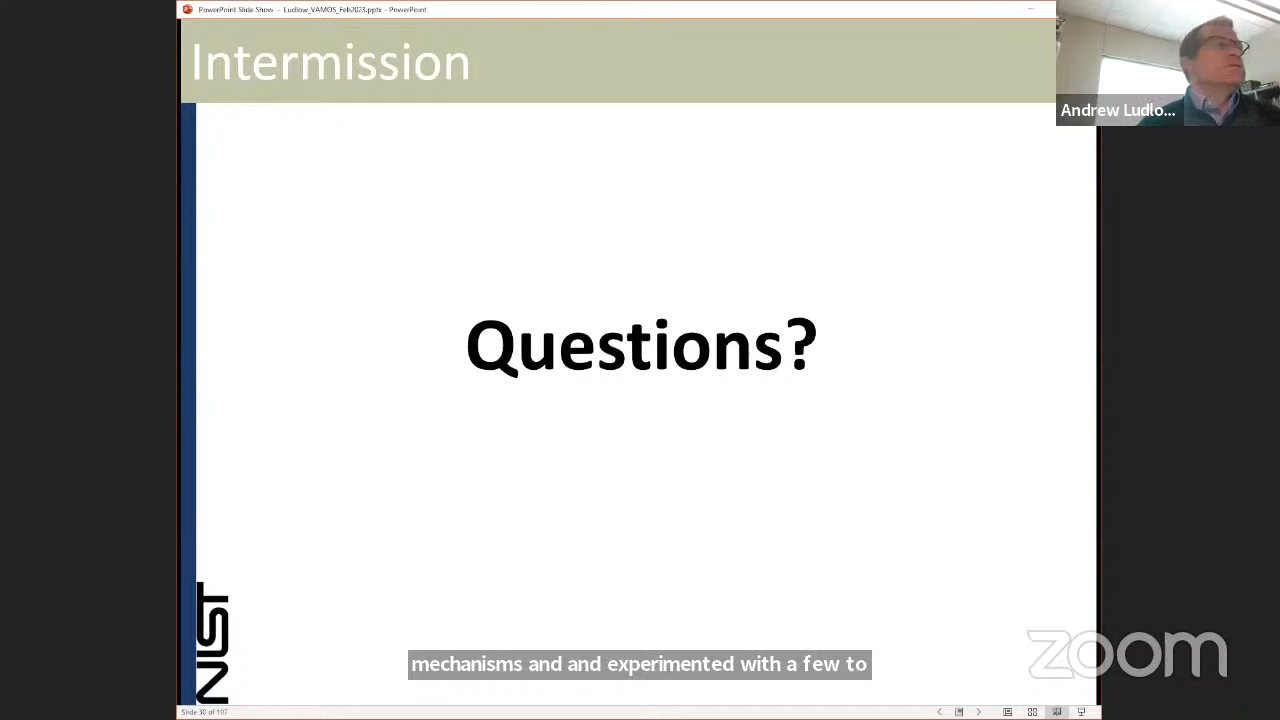 PowerPoint Slide Show - Ludlow_VAMOS_Feb2023.pptx - PowerPoint
Intermission
Andrew Ludlo...
Questions?
NIST
mechanisms and and experimented with a few to
zoom
Slide 30 of 107